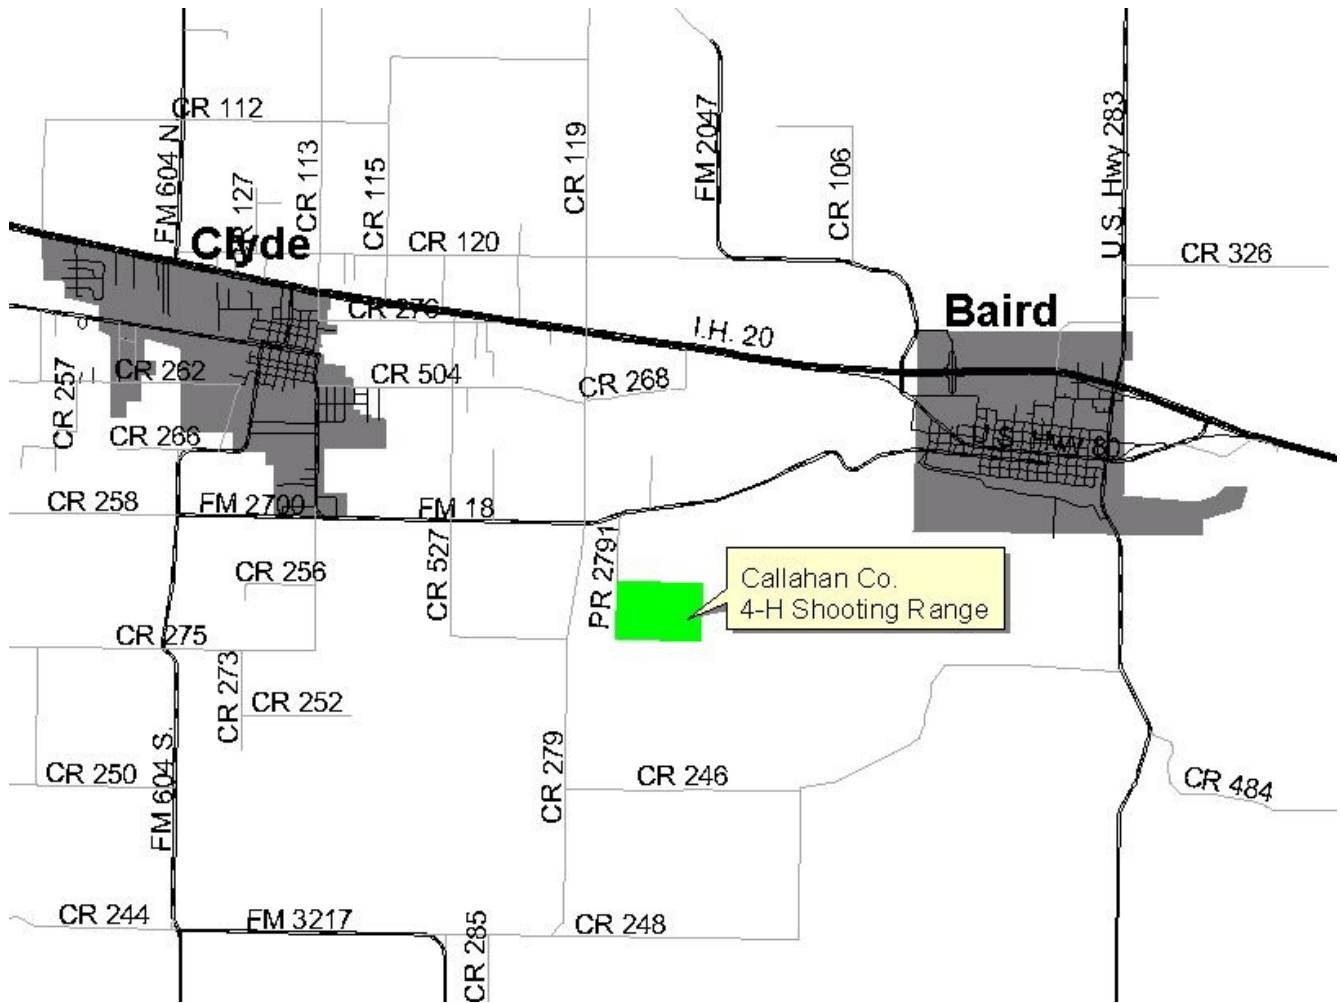 CR 112
FM 604 N
CR 127
CR 113
CR 115
CR 119
FM 2047
CR 106
U.S. Hwy 283
Clyde
CR 120
CR 326
CR 276
Baird
I.H. 20
CR 257
CR 262
CR 504
CR 268
CR 266
U.S. HWY 80
CR 258
FM 2700
FM 18
CR 527
PR 2791
CR 256
Callahan Co.
4-H Shooting Range
CR 275
CR 273
CR 252
FM 604 S.
CR 279
CR 250
CR 246
CR 484
CR 244
FM 3217
CR 285
CR 248